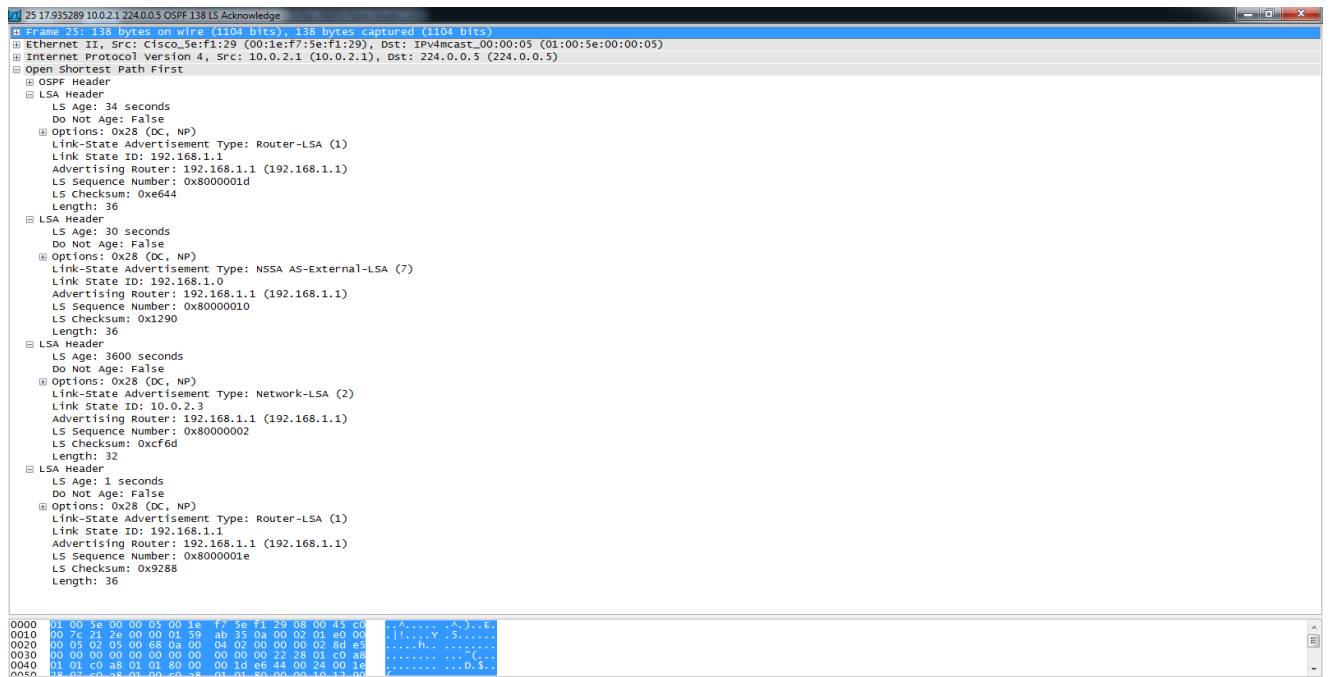 25 17.935289 10.0.2.1 224.0.0.5 OSPF 138 LS Acknowledge
Frame 25: 138 bytes on wire (1104 bits), 138 bytes captured (1104 bits)
Ethernet II, Src: Cisco_5e:f1:29 (00:1e:f7:5e:f1:29), Dst: IPv4mcast_00:00:05 (01:00:5e:00:00:05)
Internet Protocol Version 4, Src: 10.0.2.1 (10.0.2.1), Dst: 224.0.0.5 (224.0.0.5)
Open Shortest Path First
OSPF Header
LSA Header
LS Age: 34 seconds
Do Not Age: False
Options: 0x28 (DC, NP)
Link-State Advertisement Type: Router-LSA (1)
Link State ID: 192.168.1.1
Advertising Router: 192.168.1.1 (192.168.1.1)
LS Sequence Number: 0x8000001d
LS Checksum: 0xe644
Length: 36
LSA Header
LS Age: 30 seconds
Do Not Age: False
Options: 0x28 (DC, NP)
Link-State Advertisement Type: NSSA AS-External-LSA (7)
Link State ID: 192.168.1.0
Advertising Router: 192.168.1.1 (192.168.1.1)
LS Sequence Number: 0x80000010
LS Checksum: 0x1290
Length: 36
LSA Header
LS Age: 3600 seconds
Do Not Age: False
Options: 0x28 (DC, NP)
Link-State Advertisement Type: Network-LSA (2)
Link State ID: 10.0.2.3
Advertising Router: 192.168.1.1 (192.168.1.1)
LS Sequence Number: 0x80000002
LS Checksum: 0xcf6d
Length: 32
LSA Header
LS Age: 1 seconds
Do Not Age: False
Options: 0x28 (DC, NP)
Link-State Advertisement Type: Router-LSA (1)
Link State ID: 192.168.1.1
Advertising Router: 192.168.1.1 (192.168.1.1)
LS Sequence Number: 0x8000001e
LS Checksum: 0x9288
Length: 36
0000 01 00 5e 00 00 05 00 1e f7 5e f1 29 08 00 45 c0 ..^..... .^.)..E.
0010 00 7c 21 2e 00 00 01 59 ab 35 0a 00 02 01 e0 00 .|!....Y .5......
0020 00 05 02 05 00 68 0a 00 04 02 00 00 00 02 8d e5 .....h.. ........
0030 00 00 00 00 00 00 00 00 00 00 00 22 28 01 c0 a8 ........ ..."(...
0040 01 01 c0 a8 01 01 80 00 00 1d e6 44 00 24 00 1e ........ ...D.$..
0050 28 07 c0 a8 01 00 c0 a8 01 01 80 00 00 10 12 90